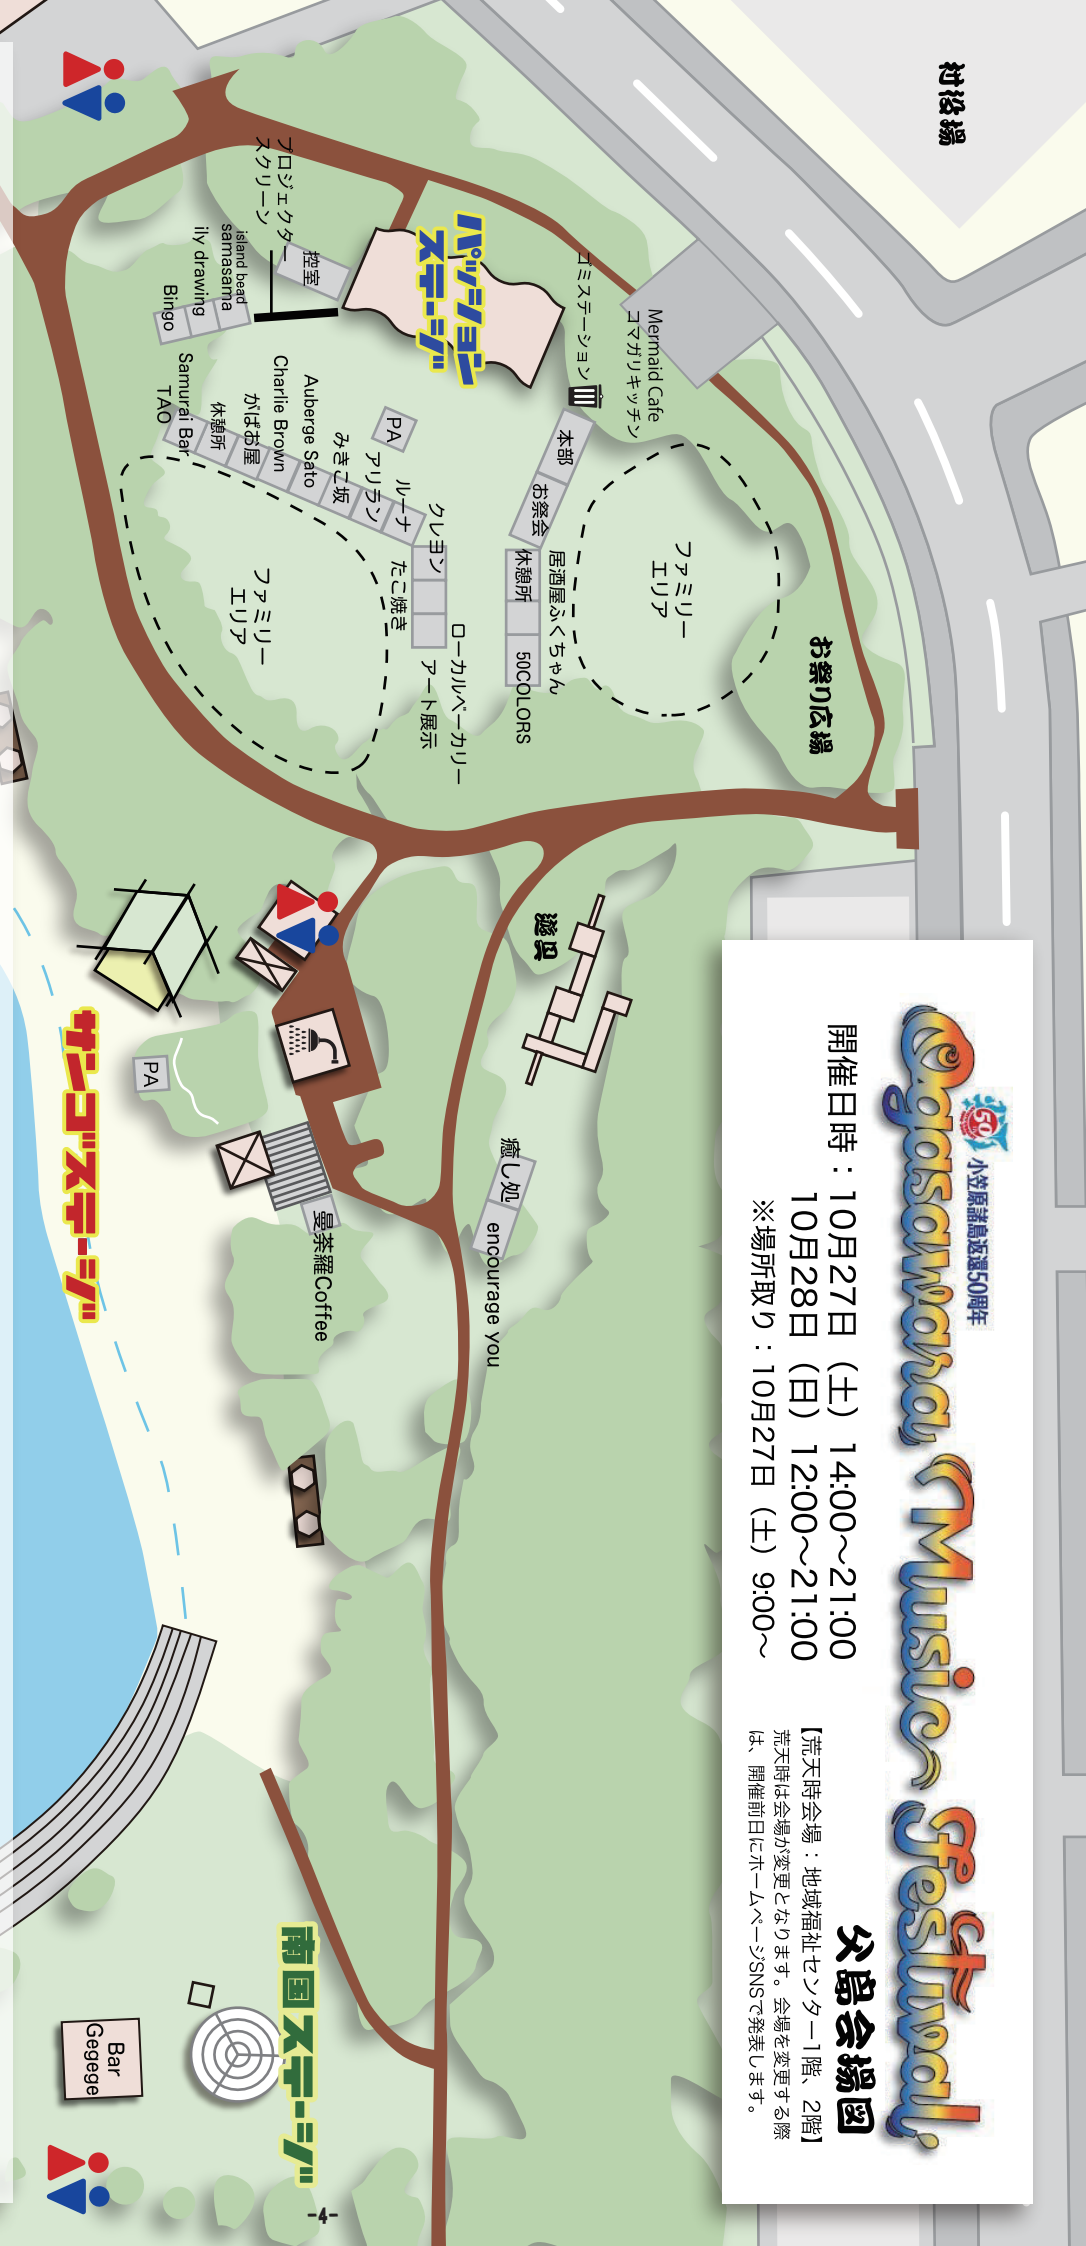 村役場
小笠原諸島返還50周年
50
Ogasawara Music Festival
父島会場図
開催日時：10月27日（土）14:00〜21:00
10月28日（日）12:00〜21:00
※場所取り：10月27日（土）9:00〜
【荒天時会場：地域福祉センター1階、2階】
荒天時は会場が変更となります。会場を変更する際
は、開催前日にホームページSNSで発表します。
お祭り広場
Mermaid Cafe
コマガリキッチン
ゴミステーション
パッション
ステージ
プロジェクター
スクリーン
控室
island bead
samasama
ily drawing
Bingo
Samurai Bar
TAO
休憩所
がぱお屋
Charlie Brown
Auberge Sato
みきこ坂
アリラン
ルーナ
クレヨン
PA
本部
お祭会
休憩所
居酒屋ふくちゃん
50COLORS
たこ焼き
ローカルベーカリー
アート展示
ファミリー
エリア
ファミリー
エリア
遊具
癒し処
encourage you
曼荼羅Coffee
PA
サンゴステージ
南国ステージ
Bar
Gegege
-4-